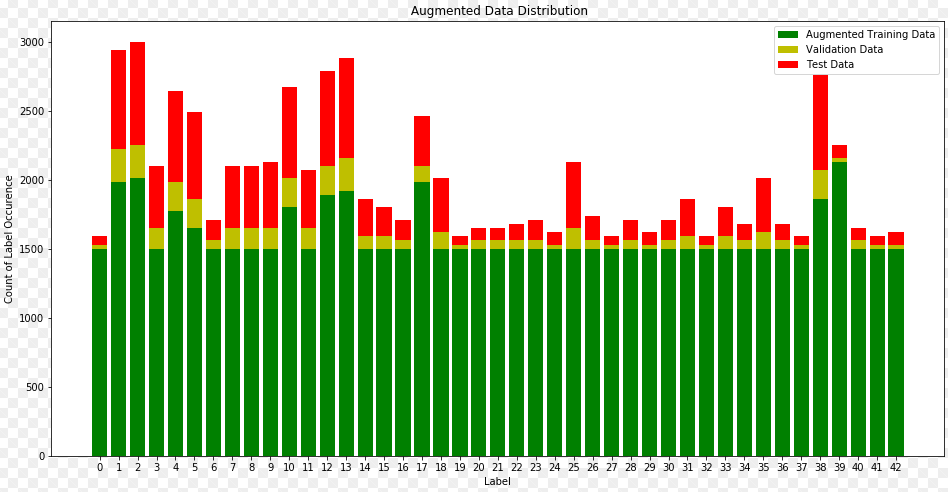 Augmented Data Distribution
Augmented Training Data
Validation Data
Test Data
Count of Label Occurence
3000
2500
2000
1500
1000
500
0
0 1 2 3 4 5 6 7 8 9 10 11 12 13 14 15 16 17 18 19 20 21 22 23 24 25 26 27 28 29 30 31 32 33 34 35 36 37 38 39 40 41 42
Label